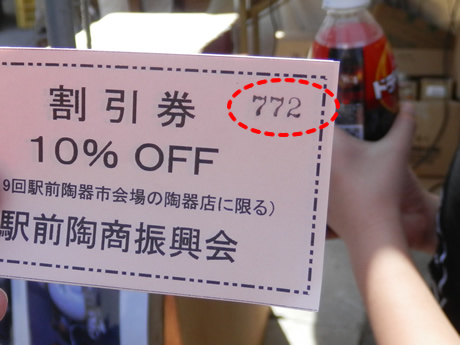 割引券 772
10% OFF
9回駅前陶器市会場の陶器店に限る)
駅前陶商振興会